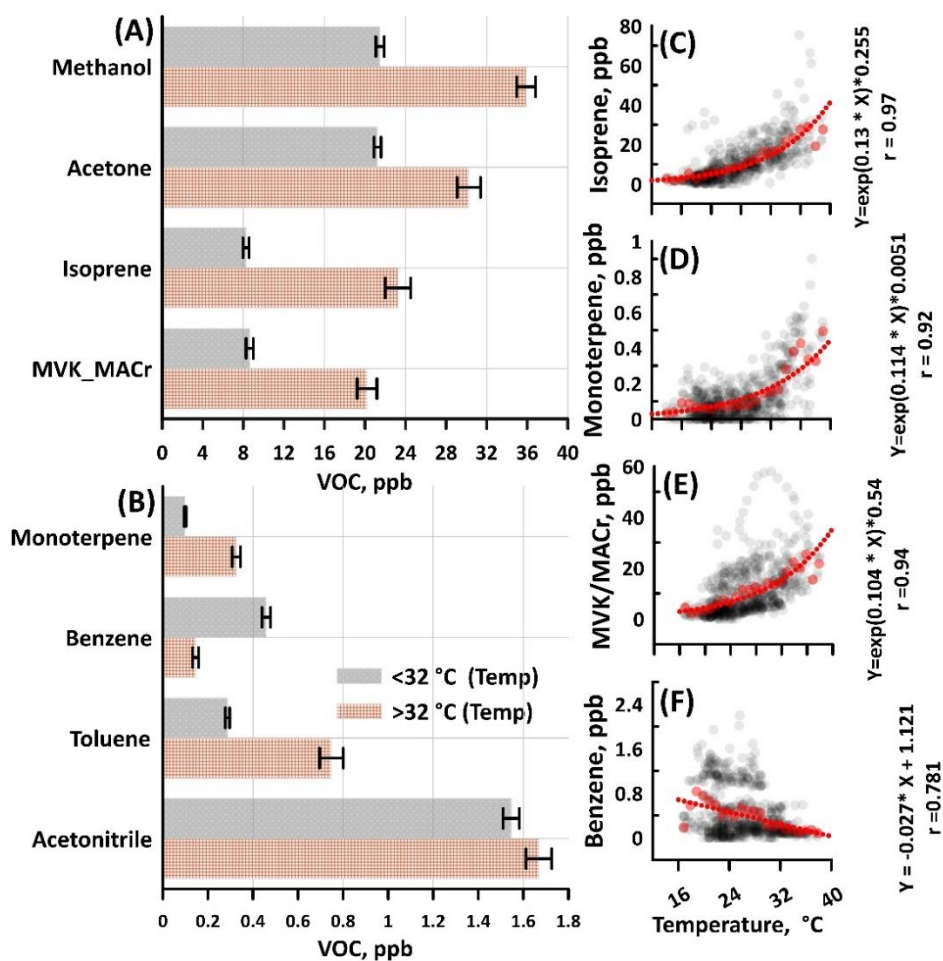 (A)
Methanol
Acetone
Isoprene
MVK_MACr
0 4 8 12 16 20 24 28 32 36 40
VOC, ppb
(B)
Monoterpene
Benzene
Toluene
Acetonitrile
<32 °C (Temp)
>32 °C (Temp)
0 0.2 0.4 0.6 0.8 1 1.2 1.4 1.6 1.8
VOC, ppb
(C)
Isoprene, ppb
80
60
40
20
0
Y=exp(0.13 * X)*0.255
r = 0.97
(D)
Monoterpene, ppb
1
0.8
0.6
0.4
0.2
0
Y=exp(0.114 * X)*0.0051
r = 0.92
(E)
MVK/MACr, ppb
60
40
20
0
Y=exp(0.104 * X)*0.54
r =0.94
(F)
Benzene, ppb
2.4
1.6
0.8
0
Y = -0.027* X + 1.121
r =0.781
16 24 32 40
Temperature, °C